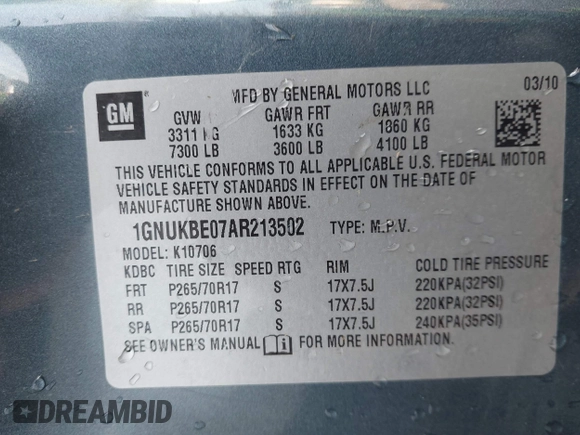 GM
MFD BY GENERAL MOTORS LLC 03/10
GVW GAWR FRT GAWR RR
3311 KG 1633 KG 1860 KG
7300 LB 3600 LB 4100 LB
THIS VEHICLE CONFORMS TO ALL APPLICABLE U.S. FEDERAL MOTOR
VEHICLE SAFETY STANDARDS IN EFFECT ON THE DATE OF
MANUFACTURE SHOWN ABOVE.
1GNUKBE07AR213502 TYPE: M.P.V.
MODEL: K10706
KDBC TIRE SIZE SPEED RTG RIM COLD TIRE PRESSURE
FRT P265/70R17 S 17X7.5J 220KPA(32PSI)
RR P265/70R17 S 17X7.5J 220KPA(32PSI)
SPA P265/70R17 S 17X7.5J 240KPA(35PSI)
SEE OWNER'S MANUAL FOR MORE INFORMATION.
DREAMBID